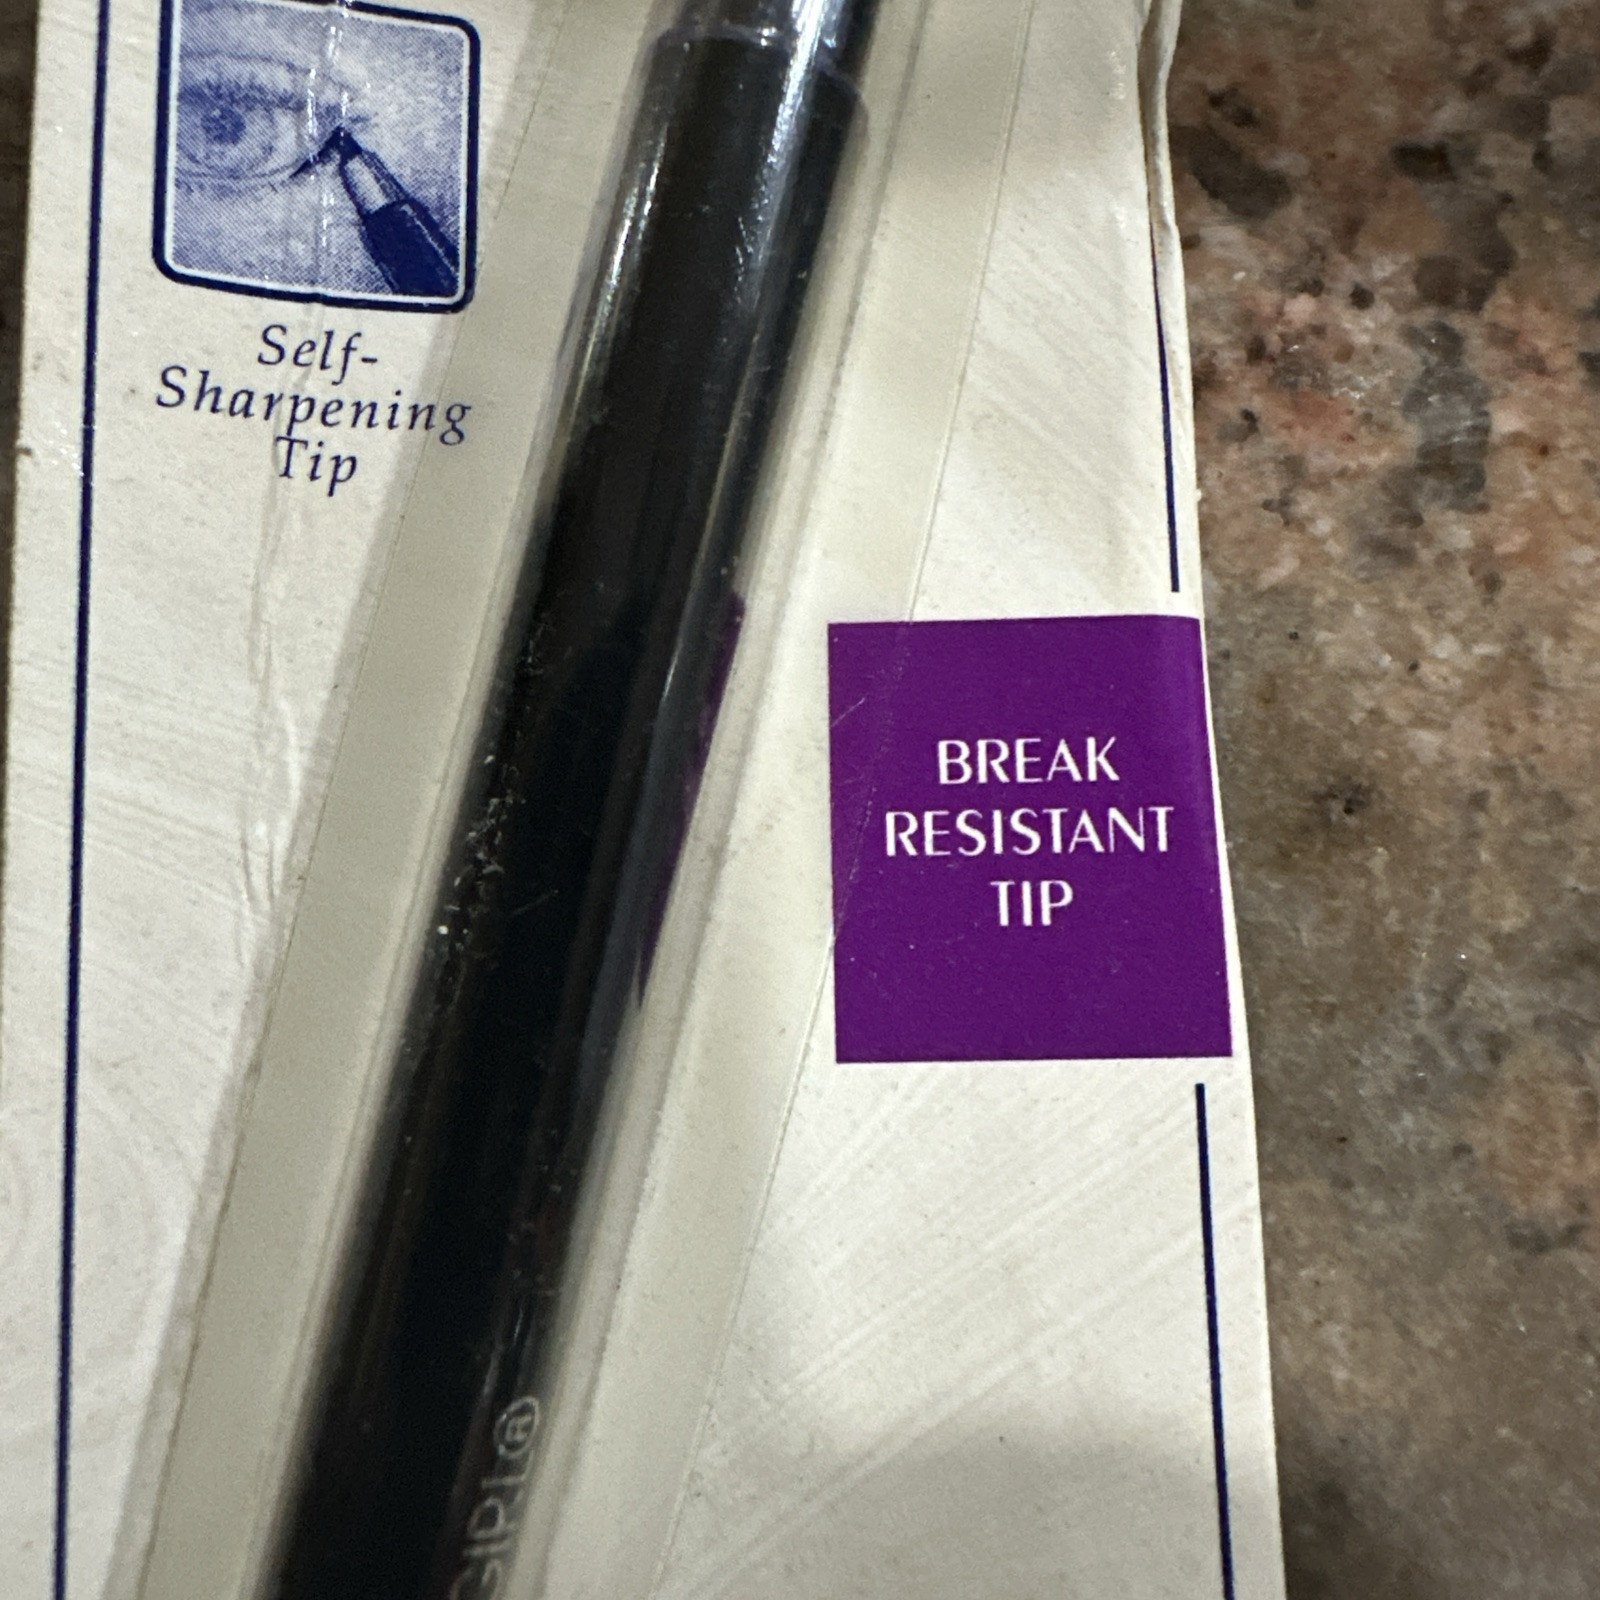 Self-
Sharpening
Tip
BREAK
RESISTANT
TIP